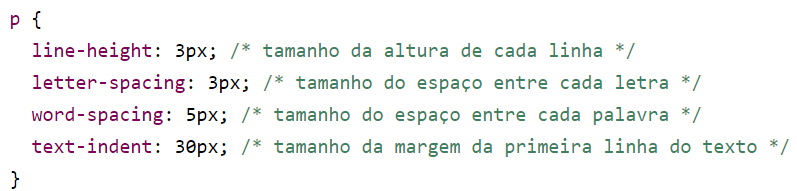 p {
  line-height: 3px; /* tamanho da altura de cada linha */
  letter-spacing: 3px; /* tamanho do espaço entre cada letra */
  word-spacing: 5px; /* tamanho do espaço entre cada palavra */
  text-indent: 30px; /* tamanho da margem da primeira linha do texto */
}